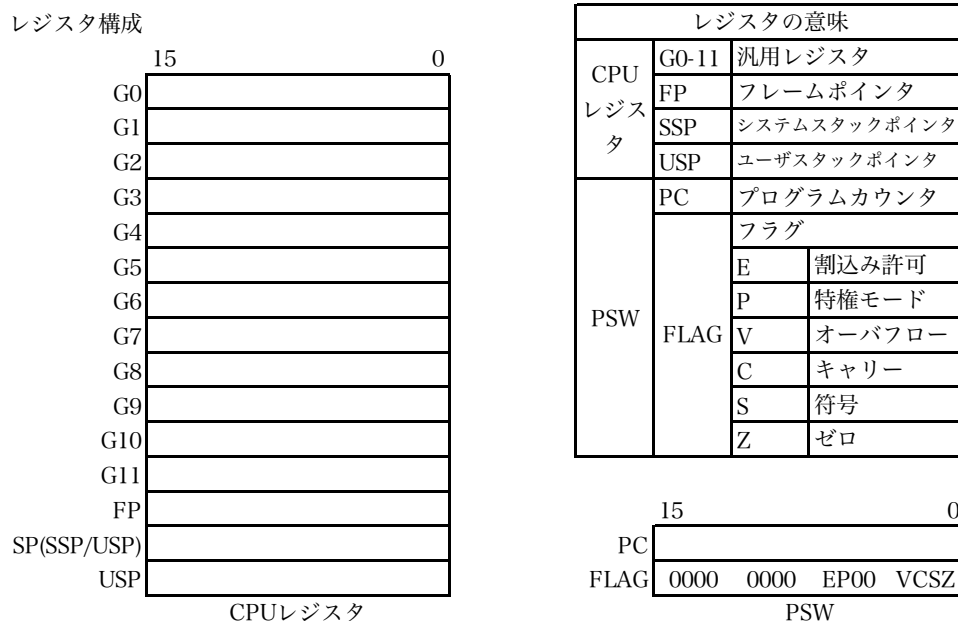 レジスタ構成
15 0
G0
G1
G2
G3
G4
G5
G6
G7
G8
G9
G10
G11
FP
SP(SSP/USP)
USP
CPUレジスタ
レジスタの意味
CPU
レジス
タ
G0-11 汎用レジスタ
FP フレームポインタ
SSP システムスタックポインタ
USP ユーザスタックポインタ
PSW
PC プログラムカウンタ
FLAG
フラグ
E 割込み許可
P 特権モード
V オーバフロー
C キャリー
S 符号
Z ゼロ
15 0
PC
FLAG 0000 0000 EP00 VCSZ
PSW